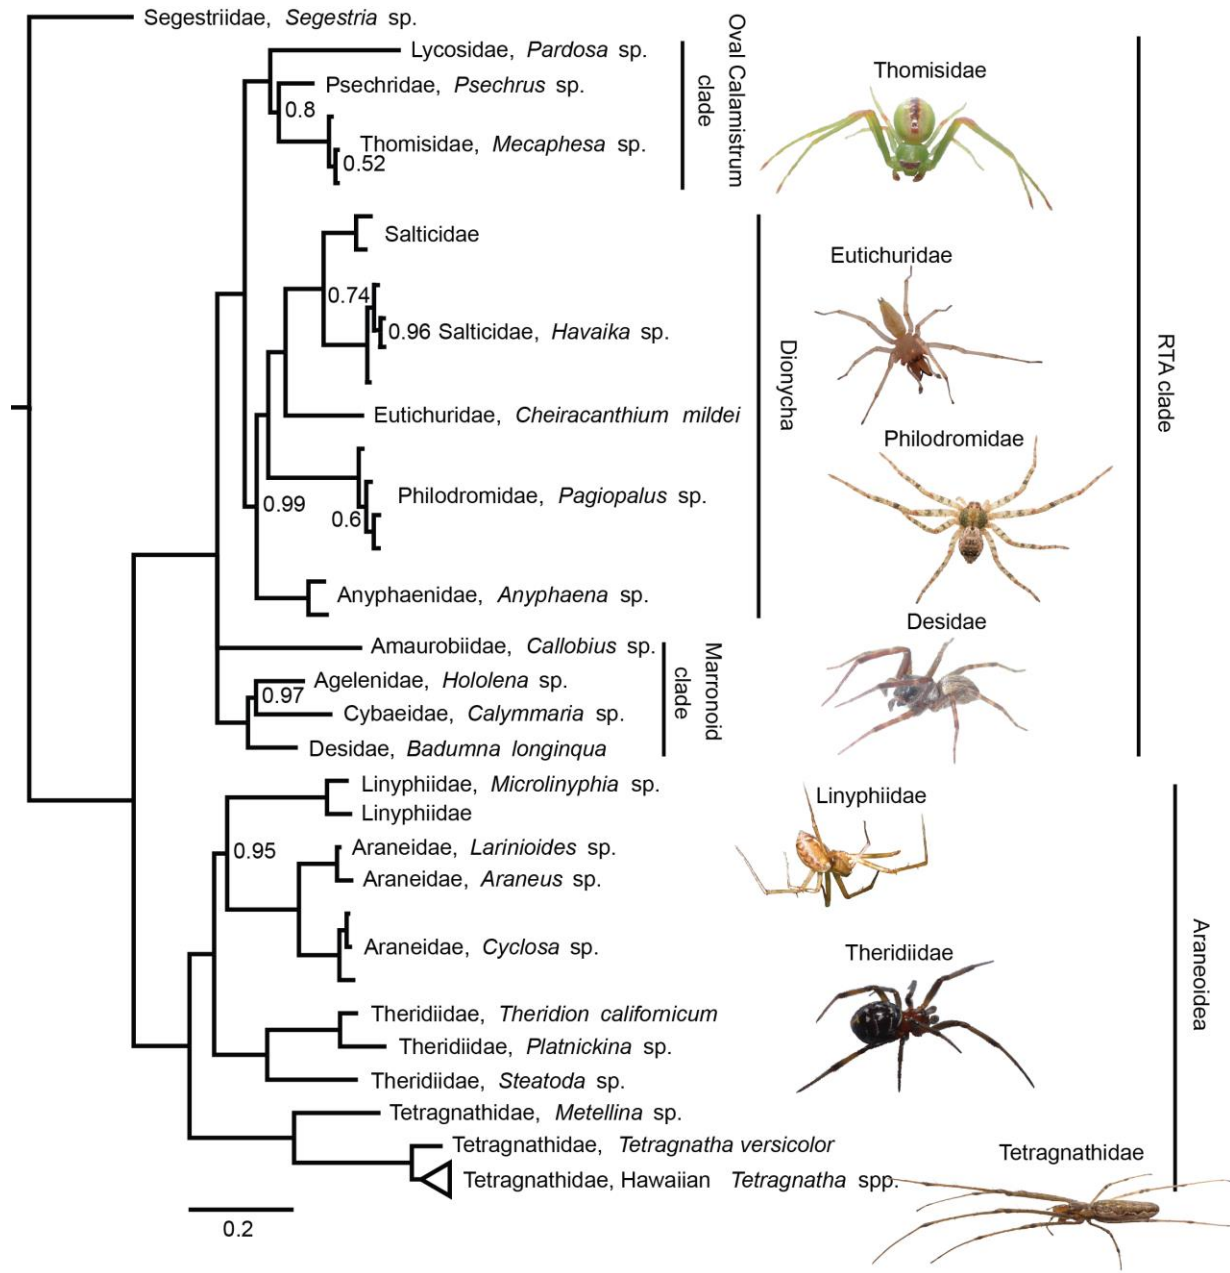 Segestriidae, Segestria sp.
Lycosidae, Pardosa sp.
Psechridae, Psechrus sp.
0.8
Thomisidae, Mecaphesa sp.
0.52
Oval Calamistrum
clade
Thomisidae
Salticidae
0.74
0.96 Salticidae, Havaika sp.
Eutichuridae, Cheiracanthium mildei
0.99
Philodromidae, Pagiopalus sp.
0.6
Anyphaenidae, Anyphaena sp.
Dionycha
Eutichuridae
Philodromidae
RTA clade
Amaurobiidae, Callobius sp.
Agelenidae, Hololena sp.
0.97
Cybaeidae, Calymmaria sp.
Desidae, Badumna longinqua
Marronoid
clade
Desidae
Linyphiidae, Microlinyphia sp.
Linyphiidae
0.95
Araneidae, Larinioides sp.
Araneidae, Araneus sp.
Araneidae, Cyclosa sp.
Linyphiidae
Theridiidae
Araneoidea
Theridiidae, Theridion californicum
Theridiidae, Platnickina sp.
Theridiidae, Steatoda sp.
Tetragnathidae, Metellina sp.
Tetragnathidae, Tetragnatha versicolor
Tetragnathidae, Hawaiian Tetragnatha spp.
Tetragnathidae
0.2